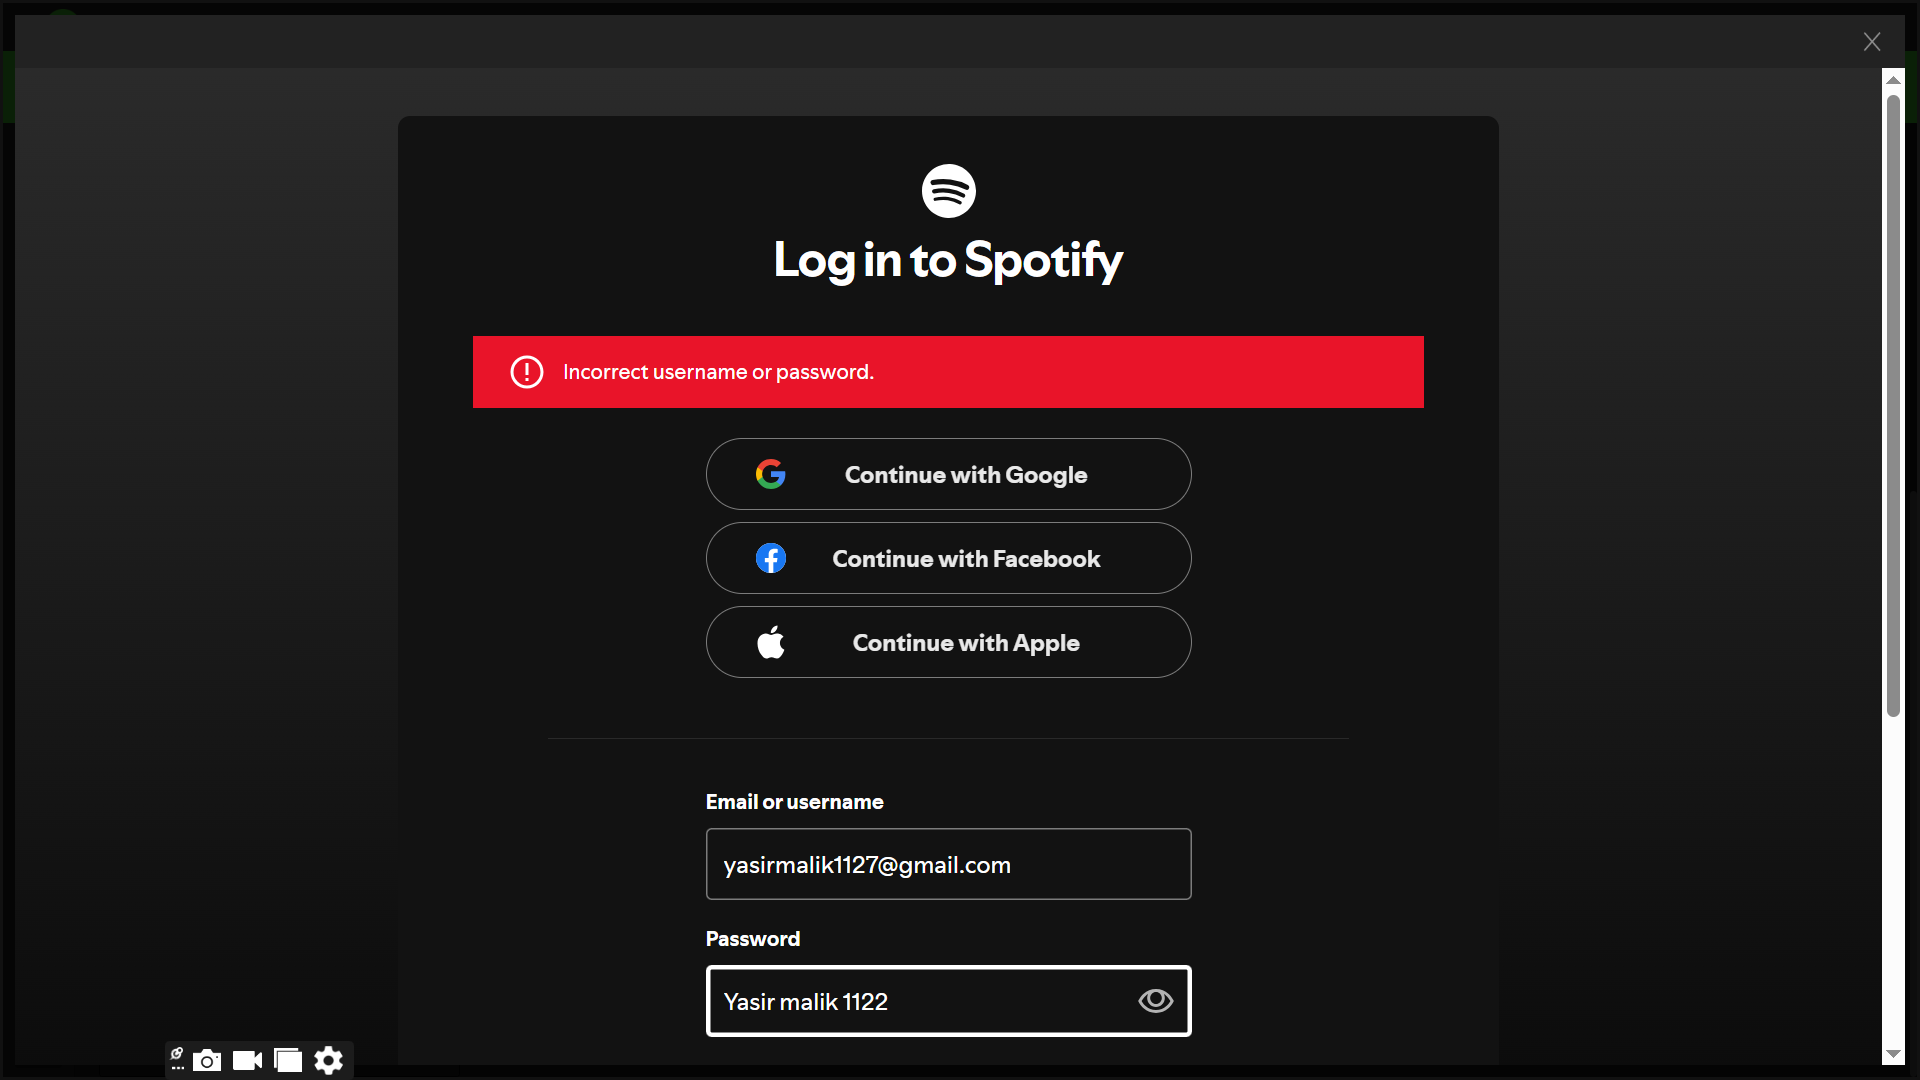 Log in to Spotify
Incorrect username or password.
Continue with Google
Continue with Facebook
Continue with Apple
Email or username
yasirmalik1127@gmail.com
Password
Yasir malik 1122